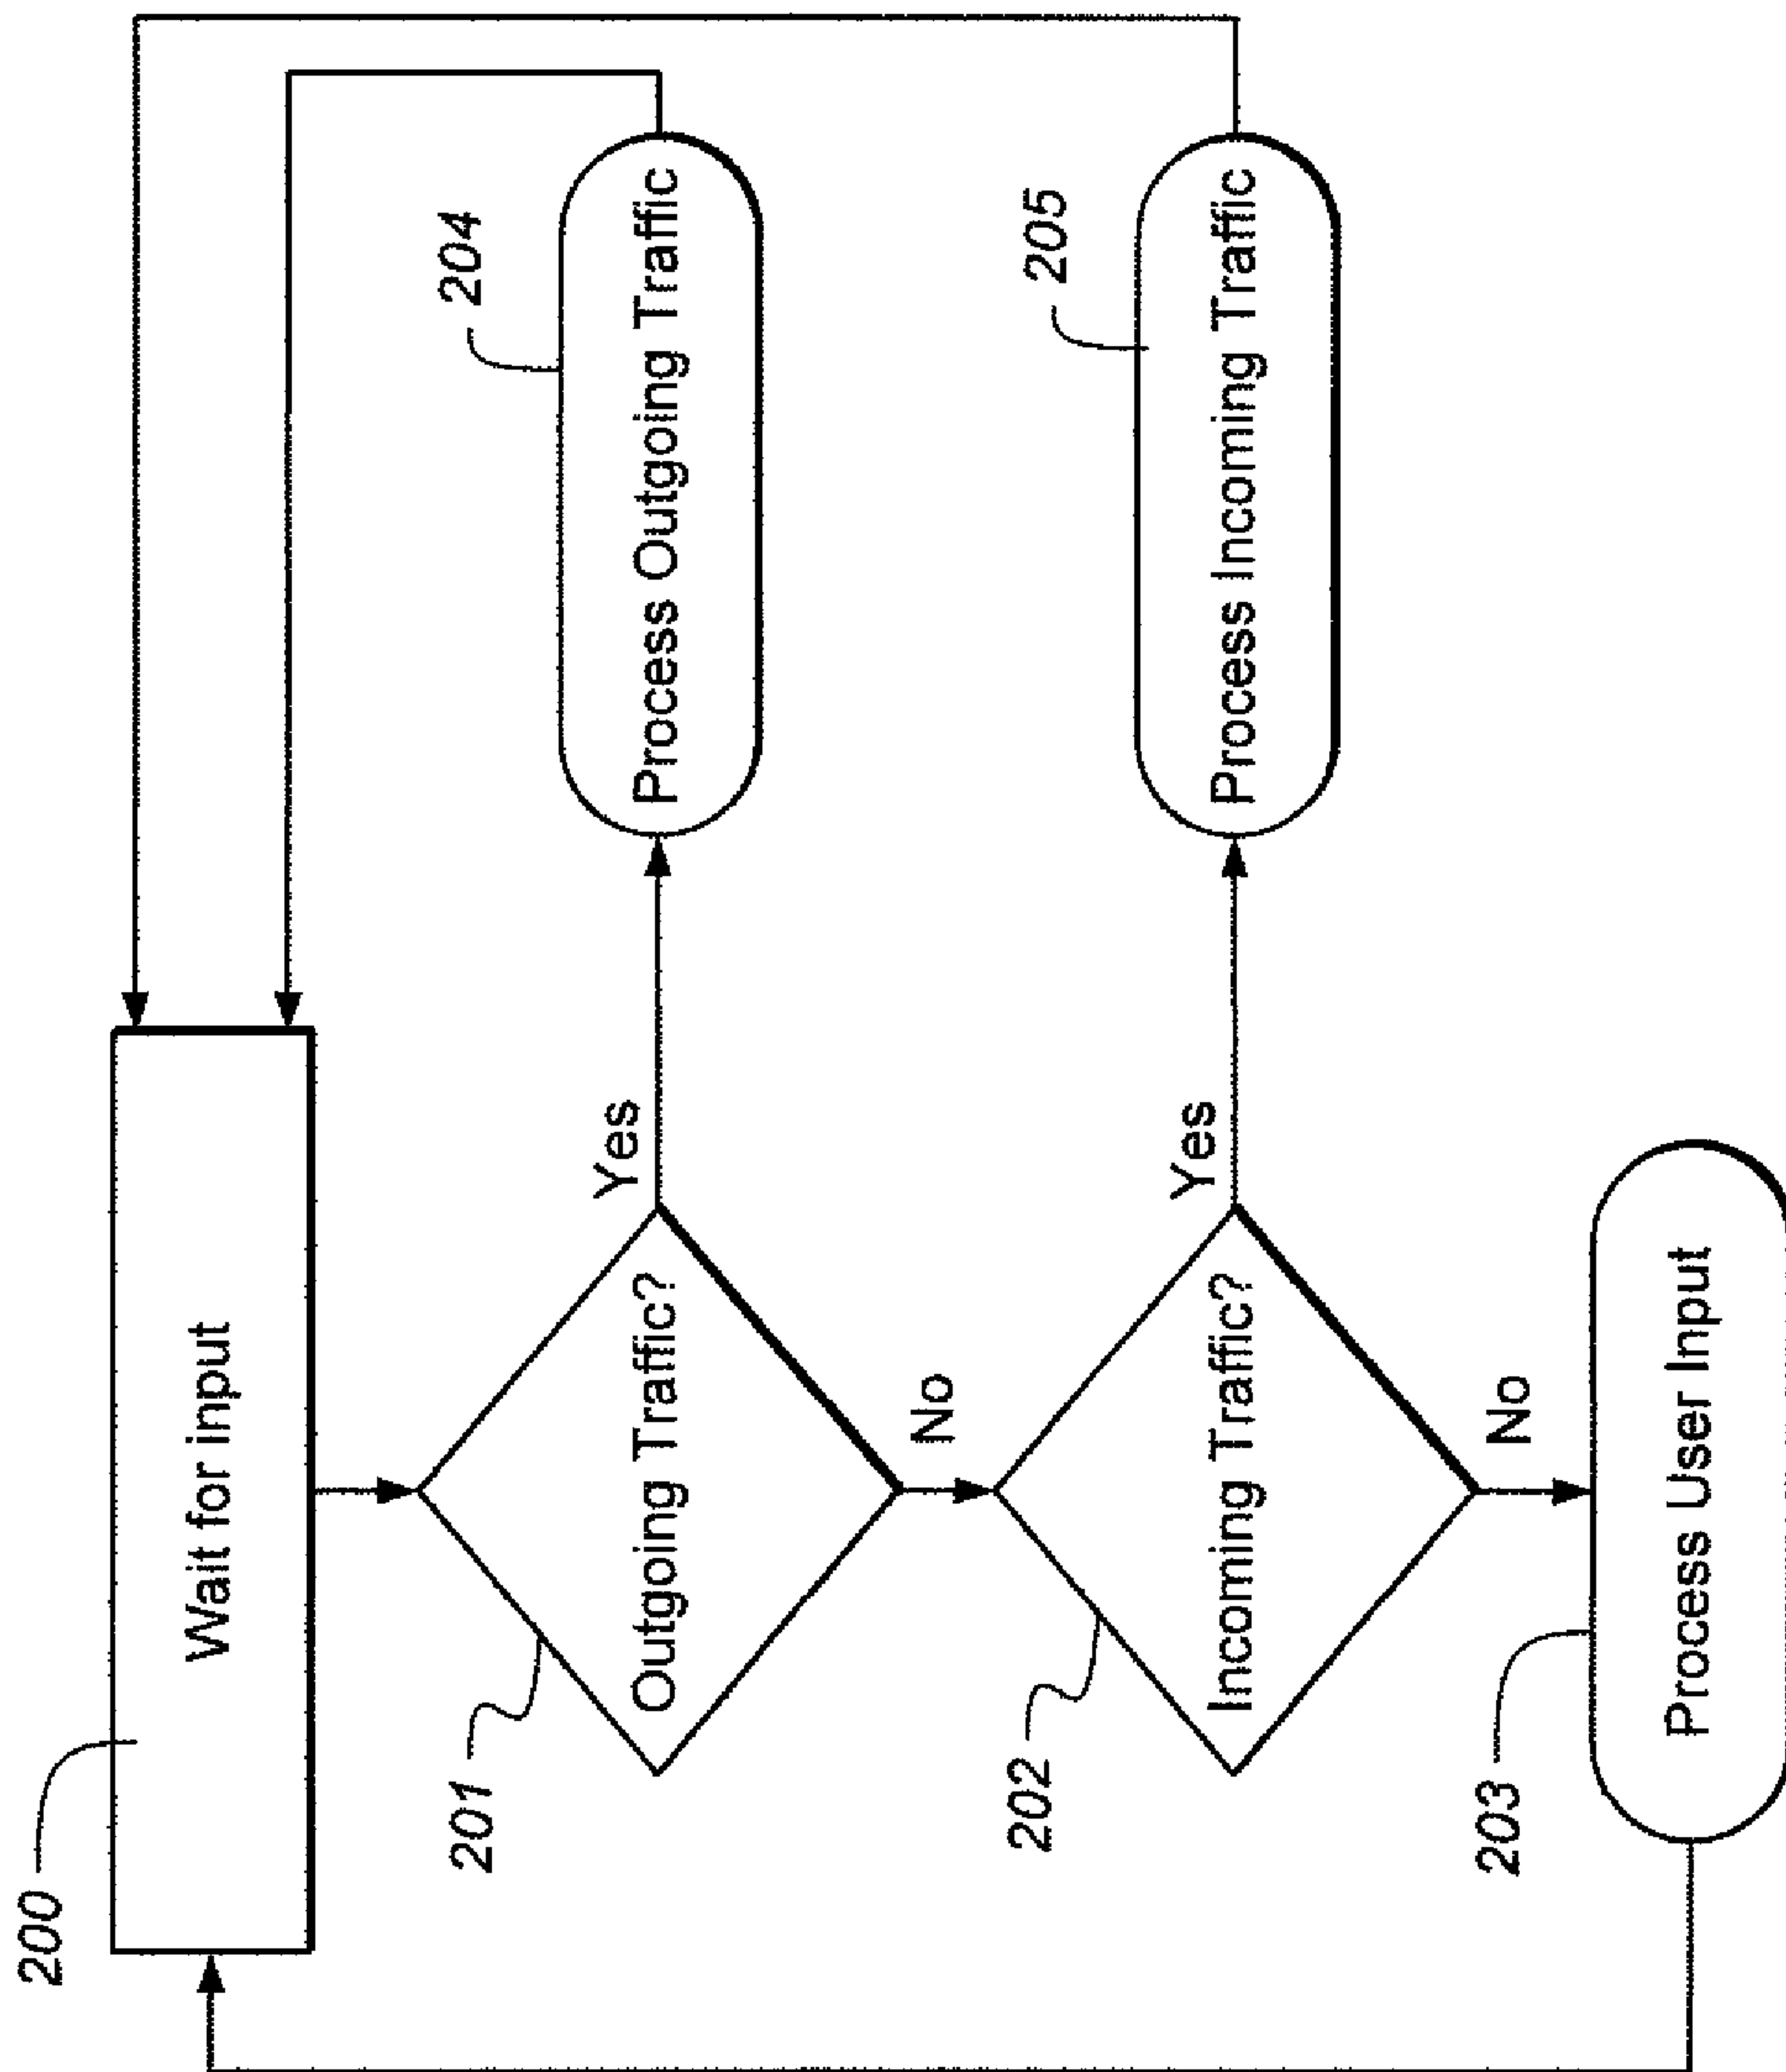 200
Wait for input
201
Outgoing Traffic?
Yes
204
Process Outgoing Traffic
No
202
Incoming Traffic?
Yes
205
Process Incoming Traffic
No
203
Process User Input